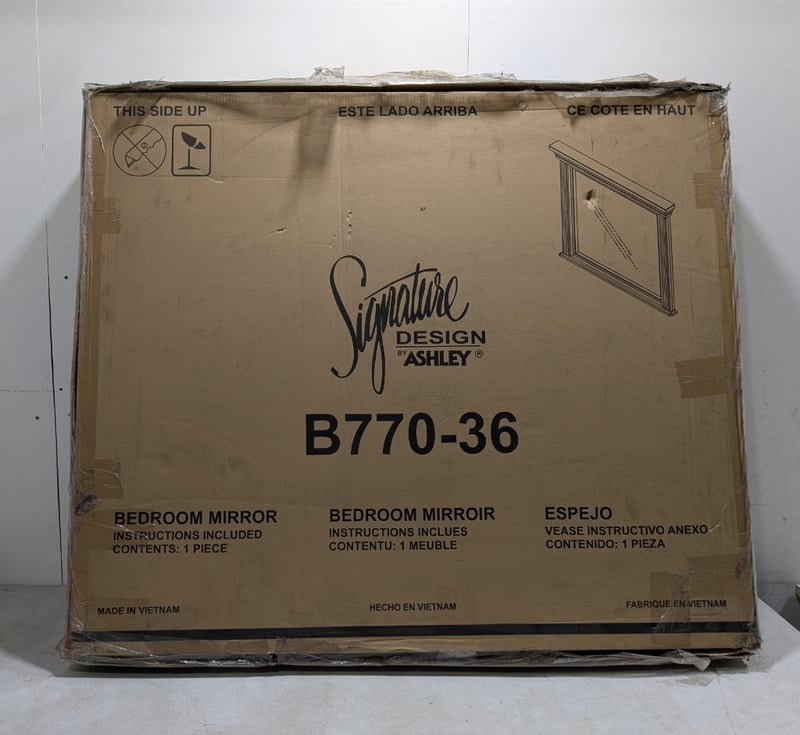 THIS SIDE UP
ESTE LADO ARRIBA
CE COTE EN HAUT
Signature
DESIGN
BY ASHLEY ®
B770-36
BEDROOM MIRROR
INSTRUCTIONS INCLUDED
CONTENTS: 1 PIECE
BEDROOM MIRROIR
INSTRUCTIONS INCLUES
CONTENTU: 1 MEUBLE
ESPEJO
VEASE INSTRUCTIVO ANEXO
CONTENIDO: 1 PIEZA
MADE IN VIETNAM
HECHO EN VIETNAM
FABRIQUE EN VIETNAM